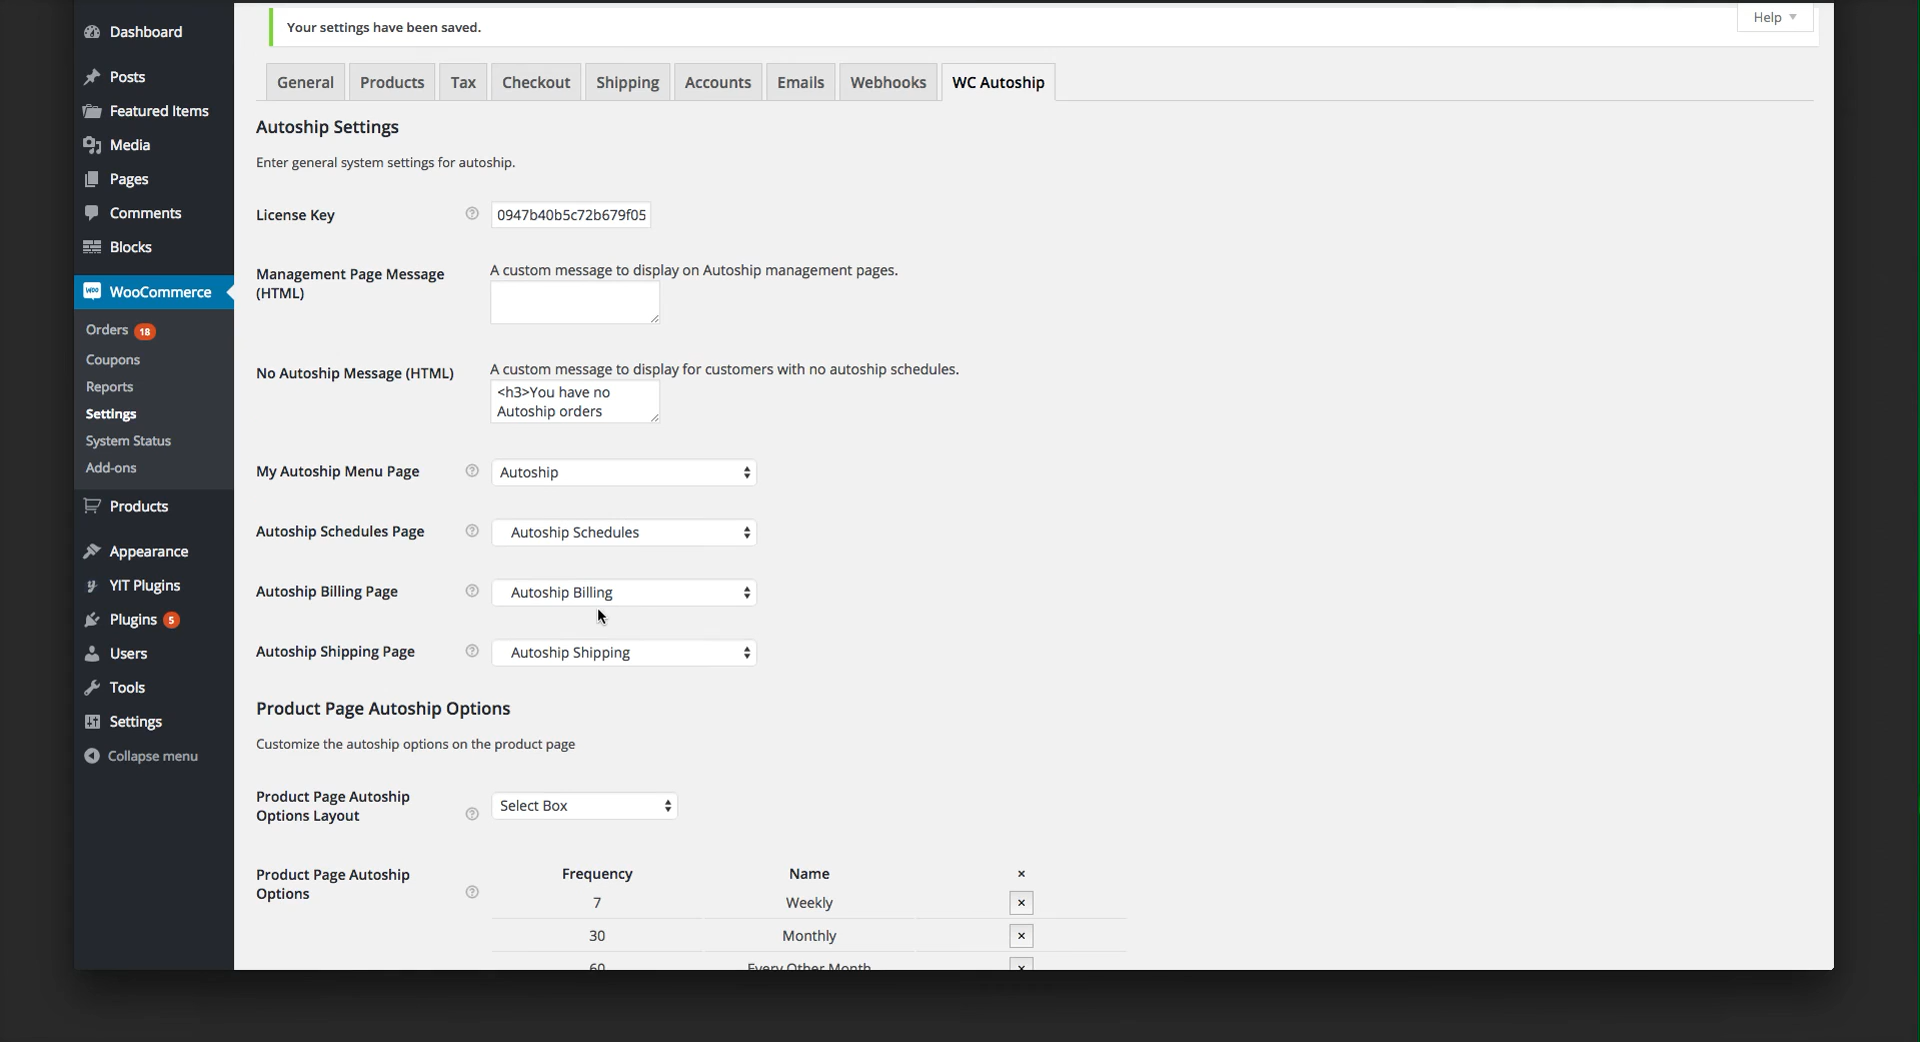 Dashboard
Posts
Featured Items
Media
Pages
Comments
Blocks
WooCommerce
Orders 18
Coupons
Reports
Settings
System Status
Add-ons
Products
Appearance
YIT Plugins
Plugins 5
Users
Tools
Settings
Collapse menu
Your settings have been saved.
Help
General Products Tax Checkout Shipping Accounts Emails Webhooks WC Autoship
Autoship Settings
Enter general system settings for autoship.
License Key
0947b40b5c72b679f05
Management Page Message
(HTML)
A custom message to display on Autoship management pages.
No Autoship Message (HTML)
A custom message to display for customers with no autoship schedules.
<h3>You have no
Autoship orders
My Autoship Menu Page
Autoship
Autoship Schedules Page
Autoship Schedules
Autoship Billing Page
Autoship Billing
Autoship Shipping Page
Autoship Shipping
Product Page Autoship Options
Customize the autoship options on the product page
Product Page Autoship
Options Layout
Select Box
Product Page Autoship
Options
Frequency Name ×
7 Weekly ×
30 Monthly ×
60 Every Other Month ×